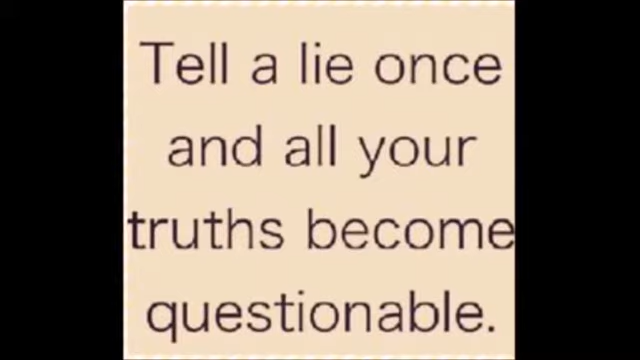 Tell a lie once
and all your
truths become
questionable.